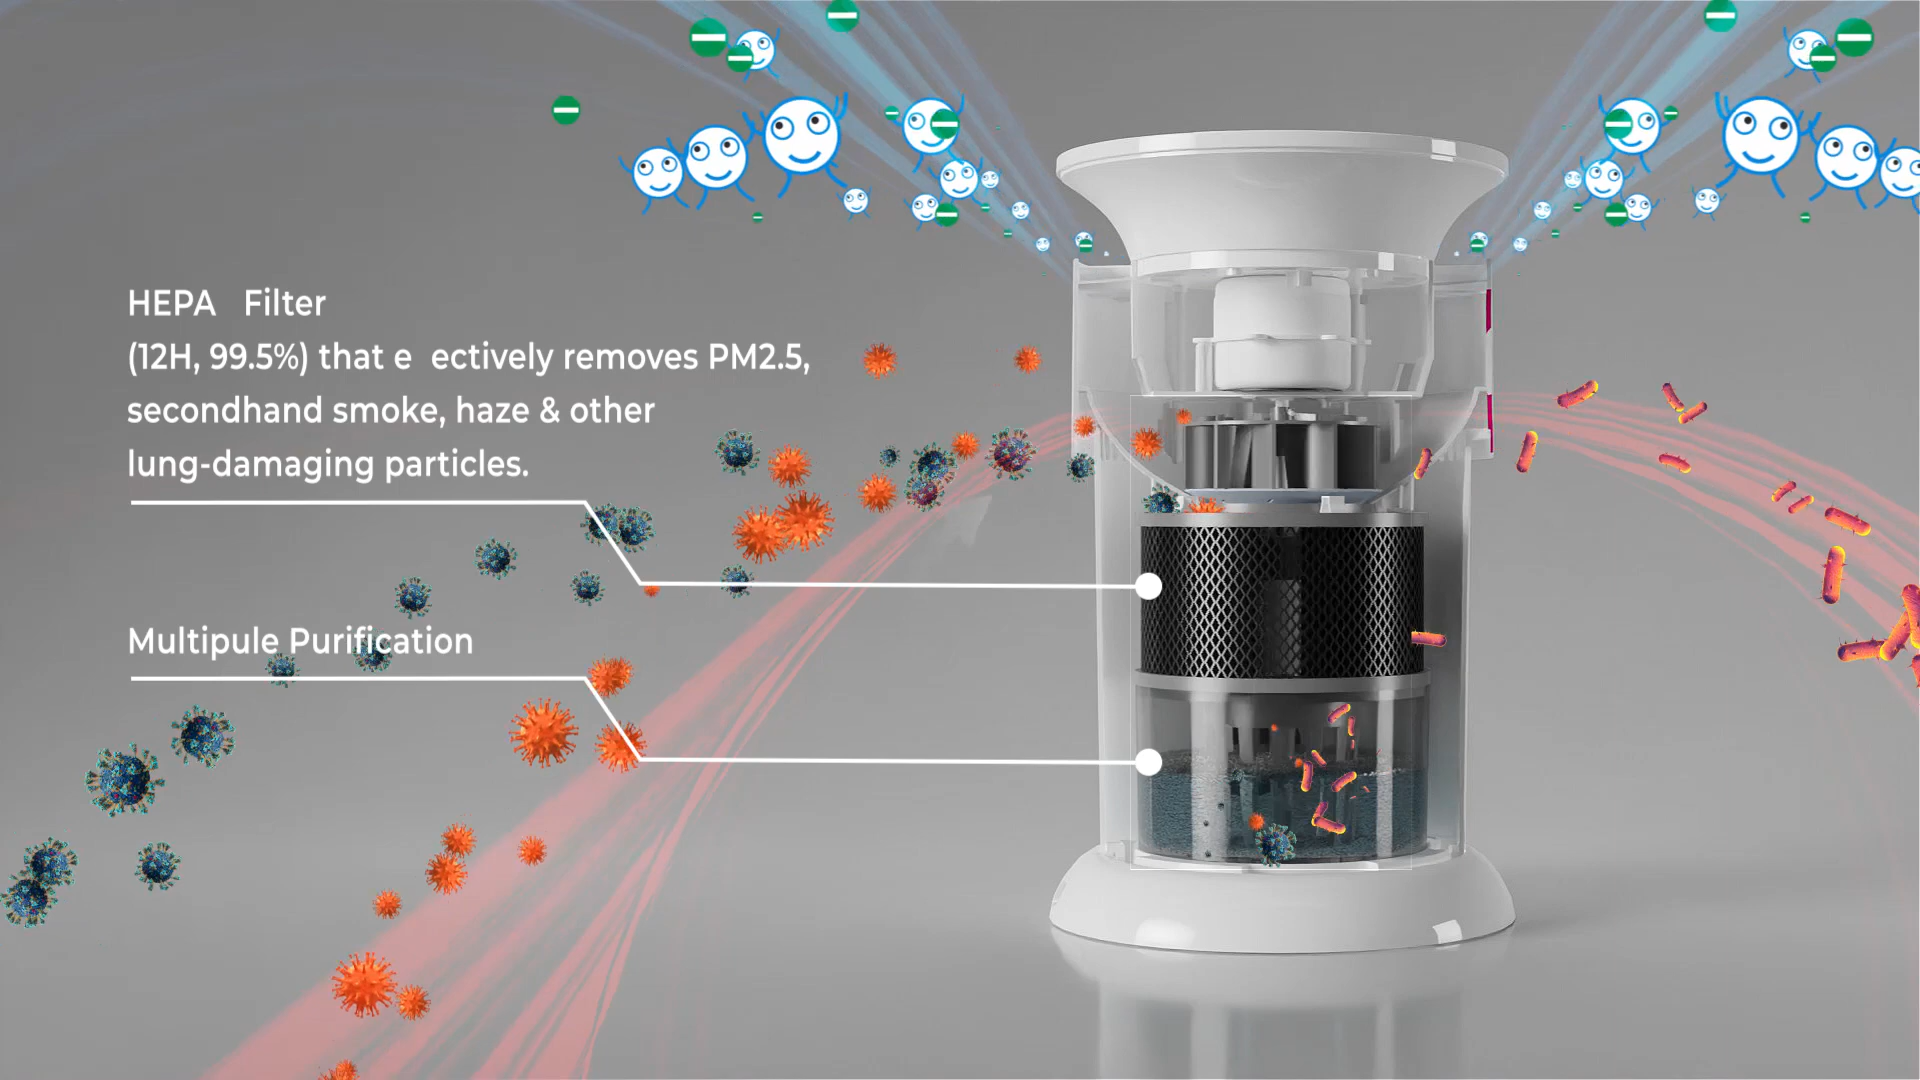 HEPA Filter
(12H, 99.5%) that e ectively removes PM2.5,
secondhand smoke, haze & other
lung-damaging particles.
Multipule Purification